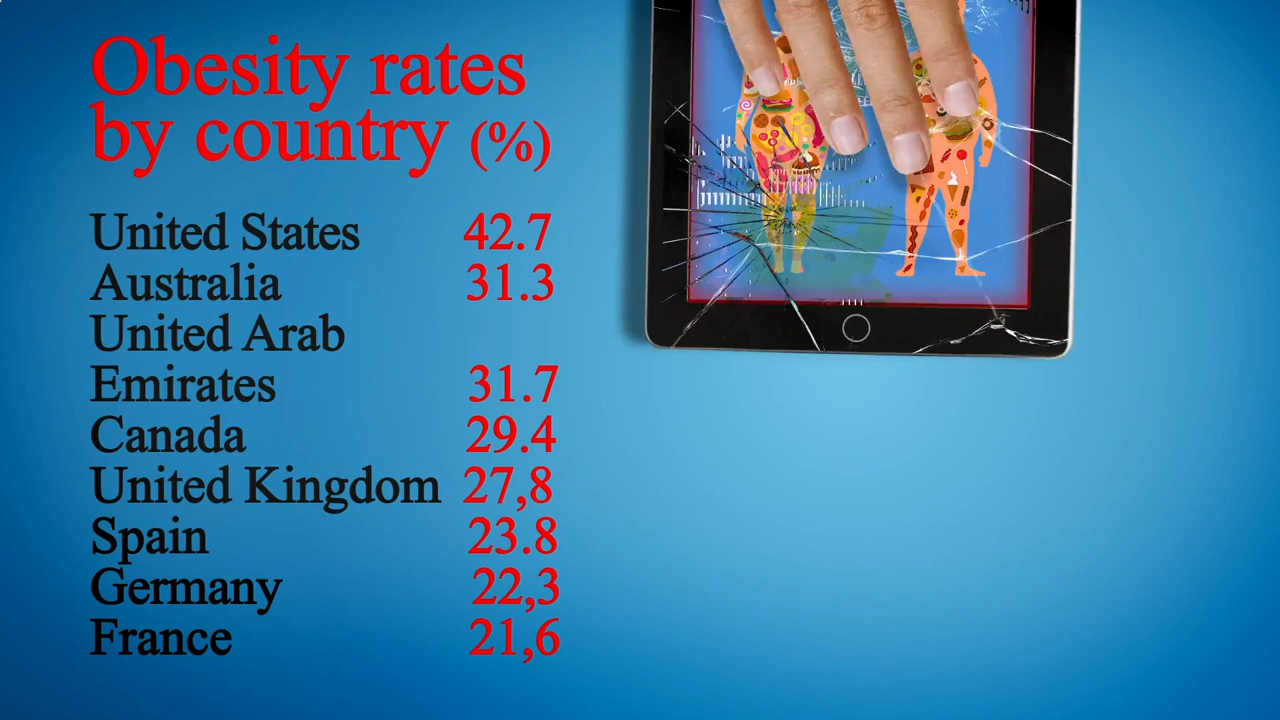 Obesity rates
by country (%)
United States 42.7
Australia 31.3
United Arab
Emirates 31.7
Canada 29.4
United Kingdom 27,8
Spain 23.8
Germany 22,3
France 21,6